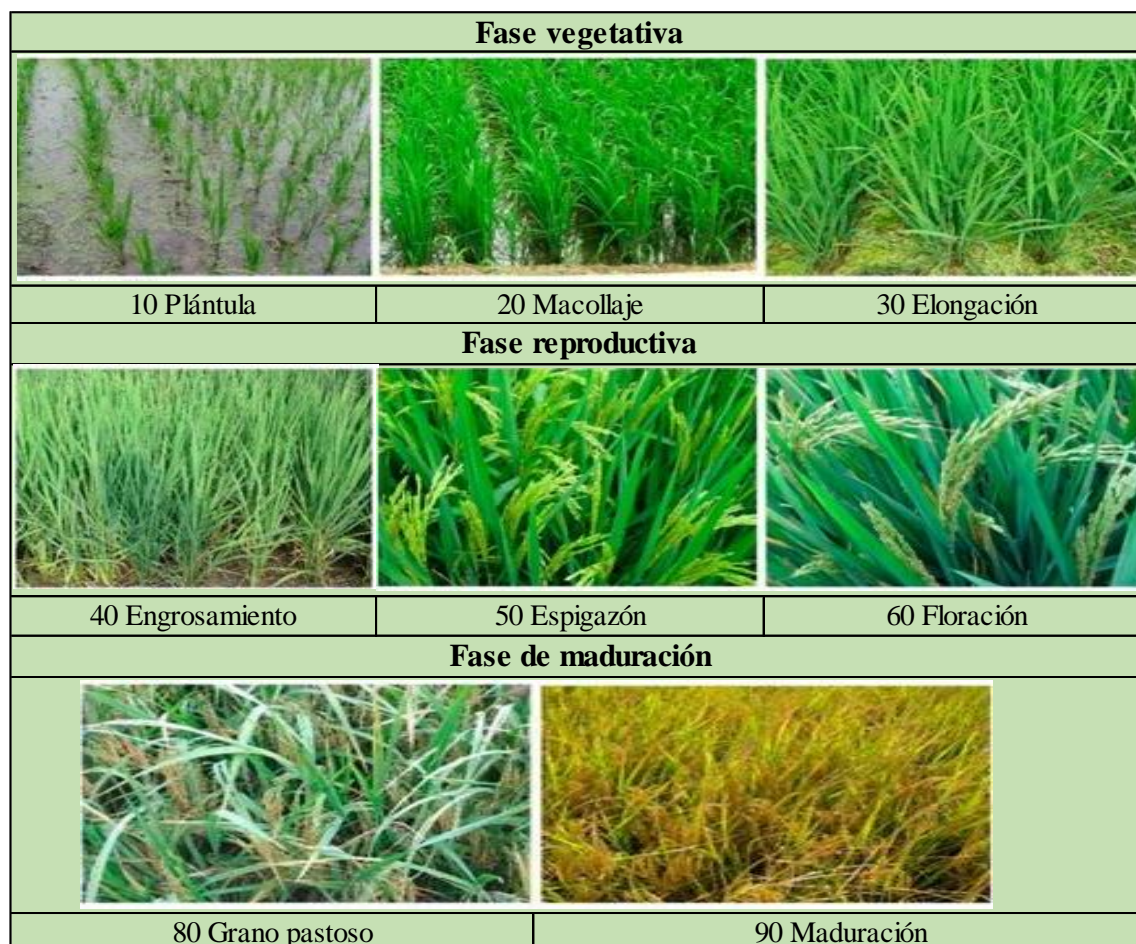 Fase vegetativa
10 Plántula
20 Macollaje
30 Elongación
Fase reproductiva
40 Engrosamiento
50 Espigazón
60 Floración
Fase de maduración
80 Grano pastoso
90 Maduración